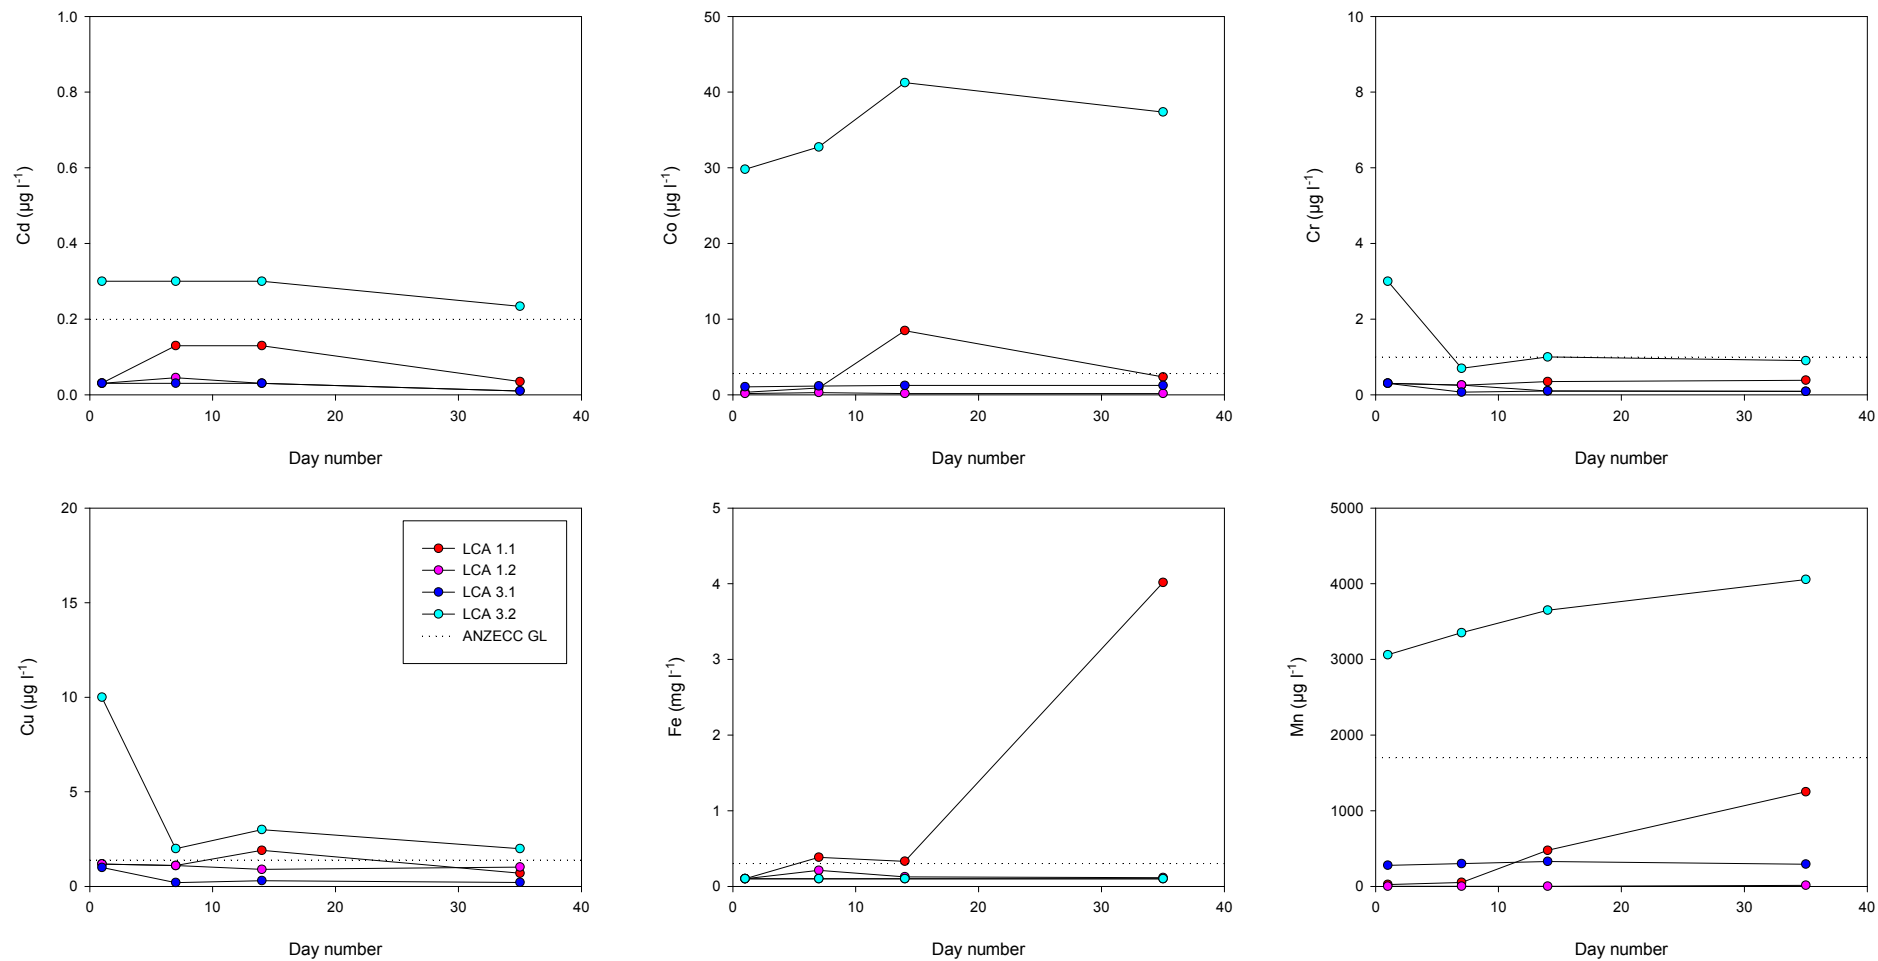 1.0
0.8
0.6
0.4
0.2
0.0
0 10 20 30 40
Cd (µg l-1)
Day number
50
40
30
20
10
0
0 10 20 30 40
Co (µg l-1)
Day number
10
8
6
4
2
0
0 10 20 30 40
Cr (µg l-1)
Day number
20
15
10
5
0
0 10 20 30 40
Cu (µg l-1)
Day number
LCA 1.1
LCA 1.2
LCA 3.1
LCA 3.2
ANZECC GL
5
4
3
2
1
0
0 10 20 30 40
Fe (mg l-1)
Day number
5000
4000
3000
2000
1000
0
0 10 20 30 40
Mn (µg l-1)
Day number